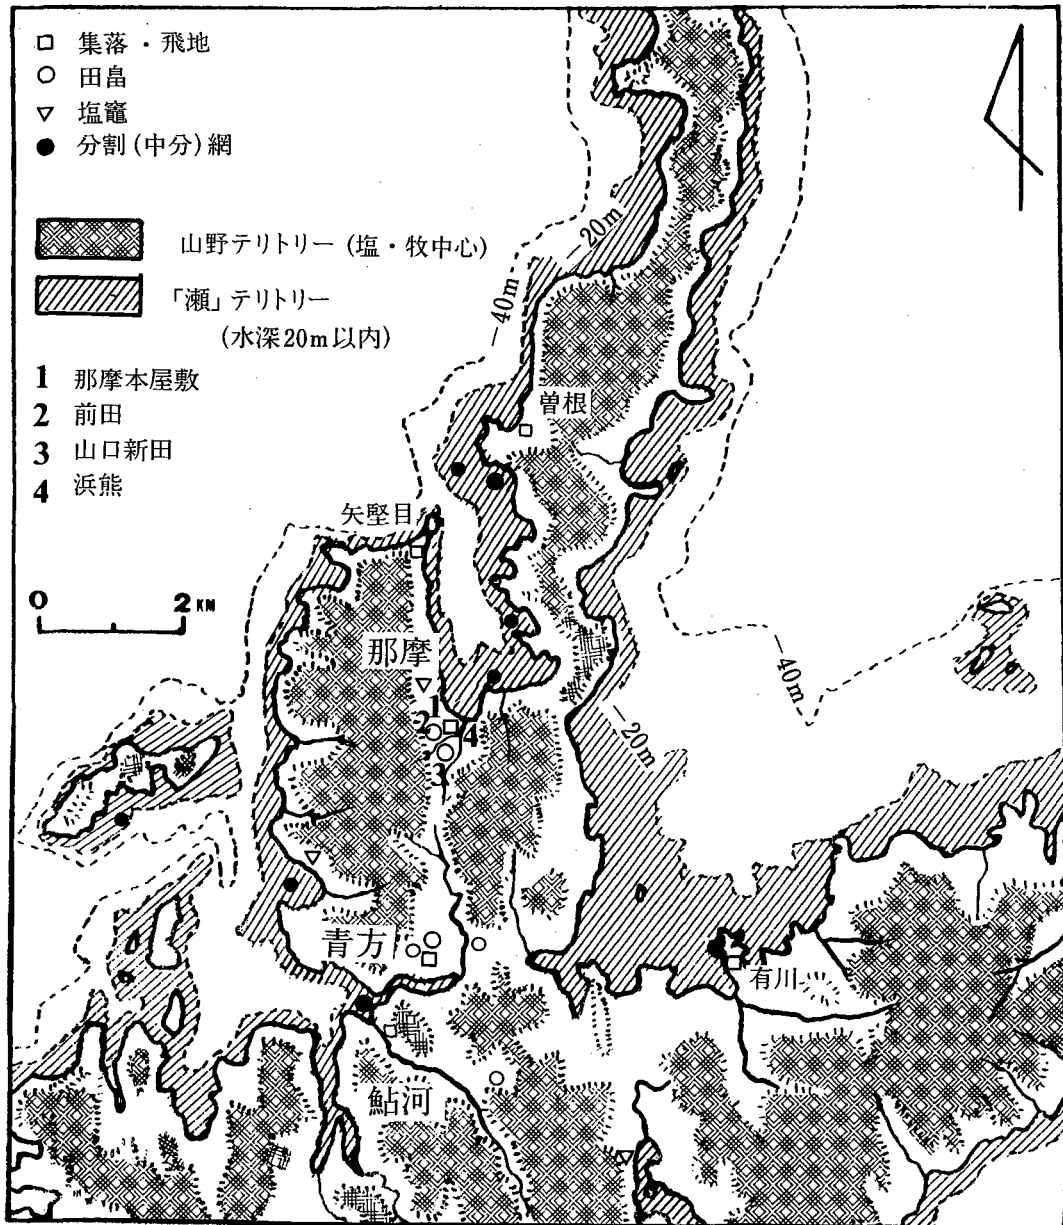 □ 集落・飛地
○ 田畠
▽ 塩竈
● 分割(中分)網
山野テリトリー(塩・牧中心)
「瀬」テリトリー
(水深20m以内)
1 那摩本屋敷
2 前田
3 山口新田
4 浜熊
0 2 KM
-20m
-40m
曽根
矢堅目
那摩
1
2
4
3
-40m
-20m
青方
有川
鮎河